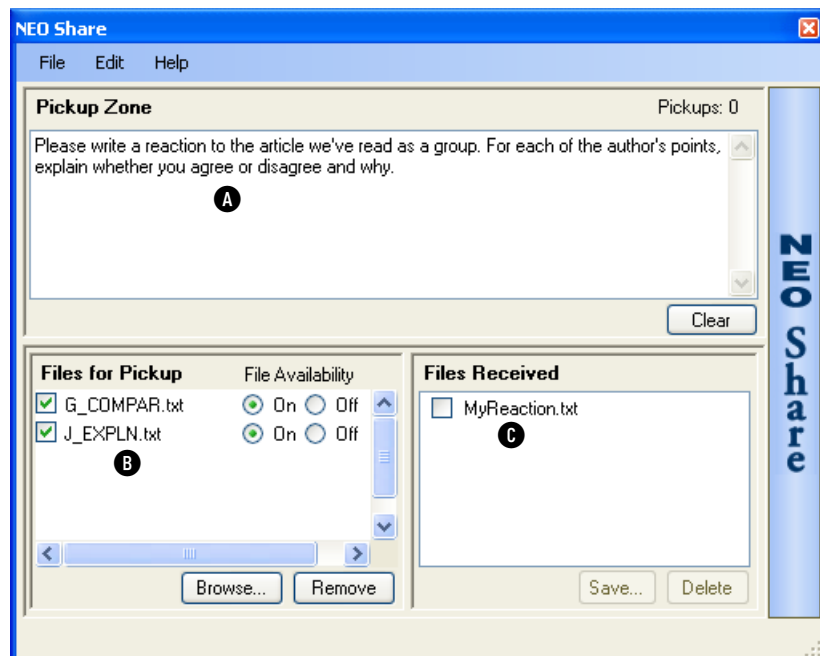 NEO Share
File Edit Help
Pickup Zone Pickups: 0
Please write a reaction to the article we've read as a group. For each of the author's points,
explain whether you agree or disagree and why.
A
Clear
Files for Pickup File Availability
G_COMPAR.txt On Off
J_EXPLN.txt On Off
B
Browse... Remove
Files Received
MyReaction.txt
C
Save... Delete
NEO Share